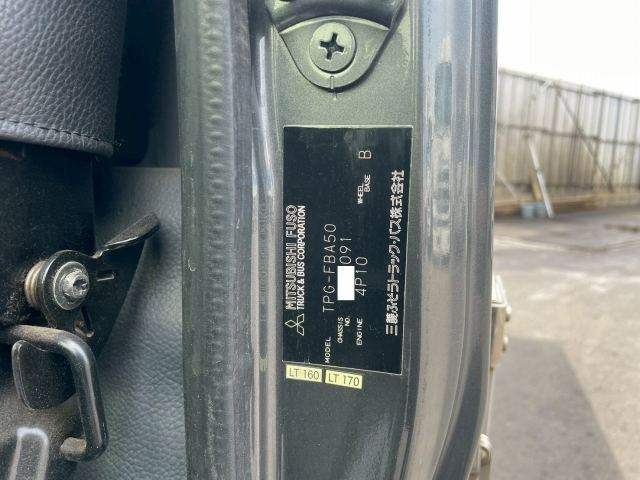 MITSUBISHI FUSO
TRUCK & BUS CORPORATION
MODEL TPG-FBA50
CHASSIS NO. 091
ENGINE 4P10 WHEEL BASE B
三菱ふそうトラック・バス株式会社
LT 160 LT 170